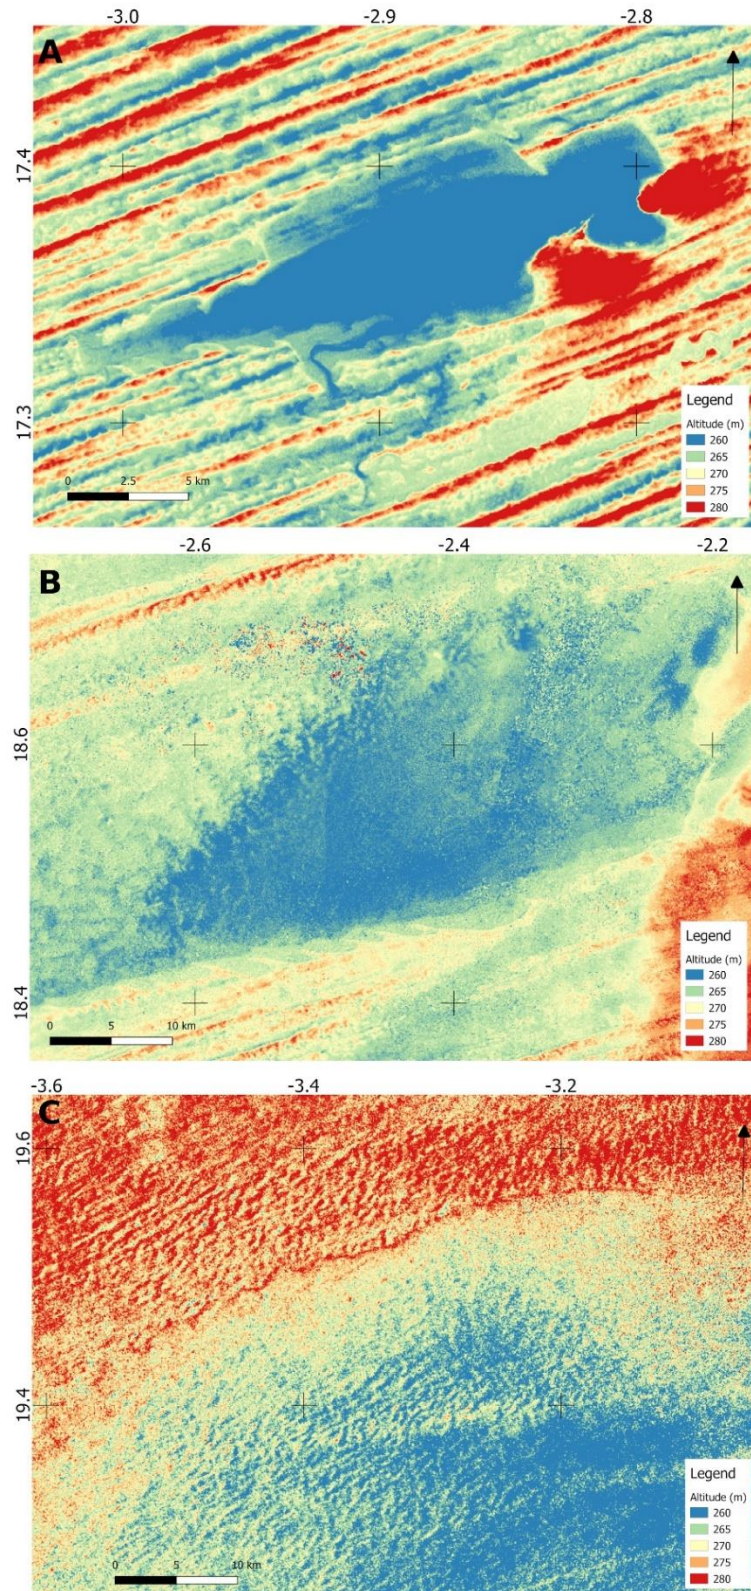 -3.0 -2.9 -2.8
A
17.4
17.3
Legend
Altitude (m)
260
265
270
275
280
0 2.5 5 km
-2.6 -2.4 -2.2
B
18.6
18.4
Legend
Altitude (m)
260
265
270
275
280
0 5 10 km
-3.6 -3.4 -3.2
C
19.6
19.4
Legend
Altitude (m)
260
265
270
275
280
0 5 10 km